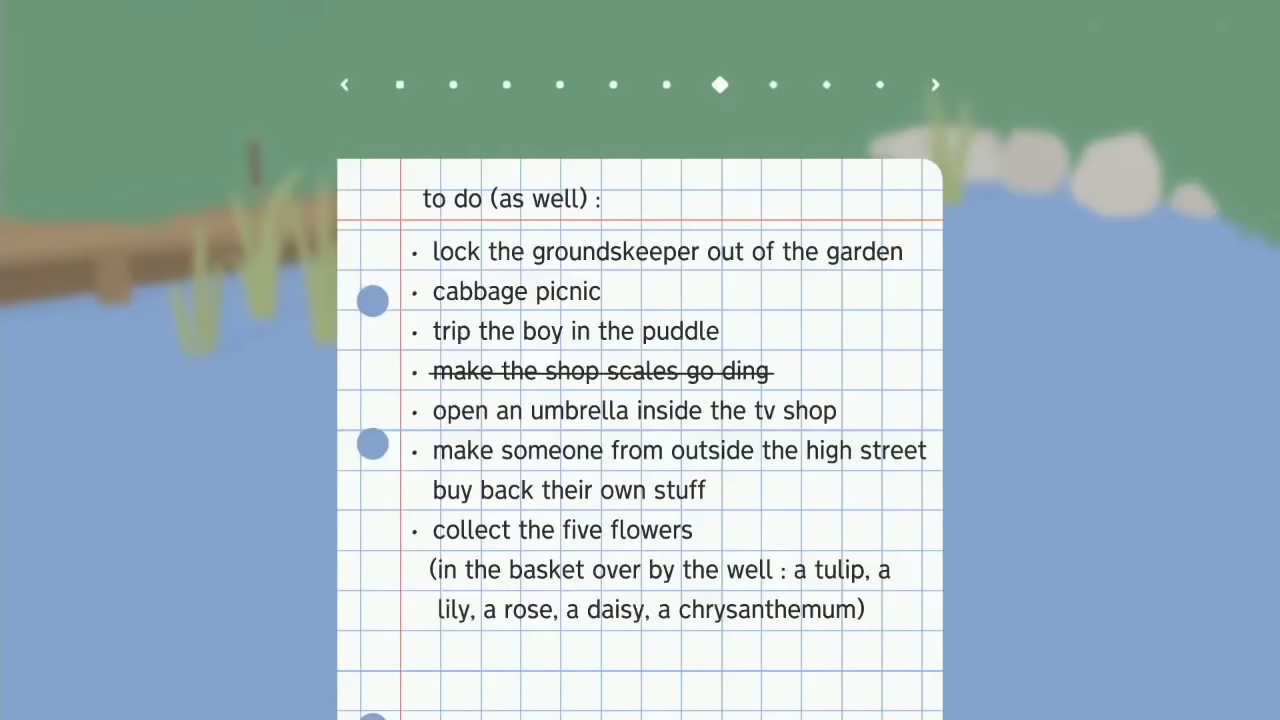 to do (as well) :
· lock the groundskeeper out of the garden
· cabbage picnic
· trip the boy in the puddle
· make the shop scales go ding
· open an umbrella inside the tv shop
· make someone from outside the high street
buy back their own stuff
· collect the five flowers
(in the basket over by the well : a tulip, a
lily, a rose, a daisy, a chrysanthemum)